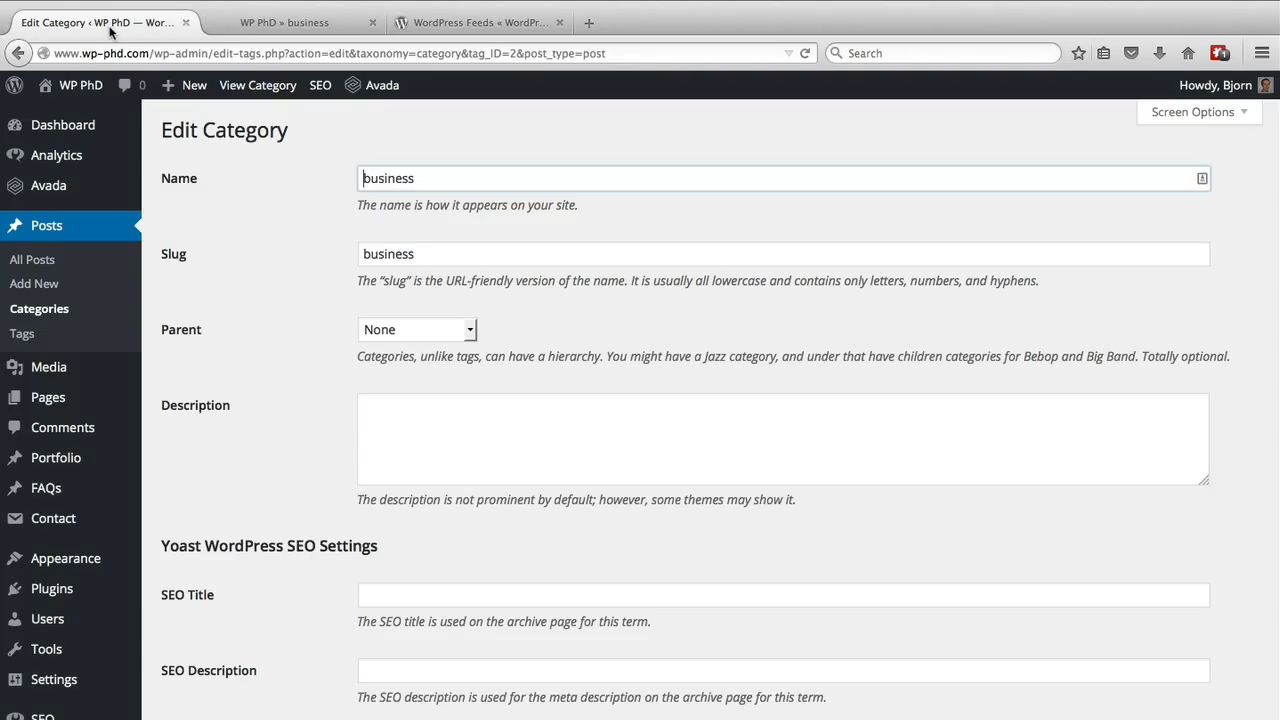 Edit Category ‹ WP PhD — Wor...
WP PhD » business
WordPress Feeds « WordPr...
www.wp-phd.com/wp-admin/edit-tags.php?action=edit&taxonomy=category&tag_ID=2&post_type=post
Search
1
WP PhD
0
New
View Category
SEO
Avada
Howdy, Bjorn
Screen Options
Dashboard
Analytics
Avada
Posts
All Posts
Add New
Categories
Tags
Media
Pages
Comments
Portfolio
FAQs
Contact
Appearance
Plugins
Users
Tools
Settings
SEO
Edit Category
Name
business
The name is how it appears on your site.
Slug
business
The “slug” is the URL-friendly version of the name. It is usually all lowercase and contains only letters, numbers, and hyphens.
Parent
None
Categories, unlike tags, can have a hierarchy. You might have a Jazz category, and under that have children categories for Bebop and Big Band. Totally optional.
Description
The description is not prominent by default; however, some themes may show it.
Yoast WordPress SEO Settings
SEO Title
The SEO title is used on the archive page for this term.
SEO Description
The SEO description is used for the meta description on the archive page for this term.